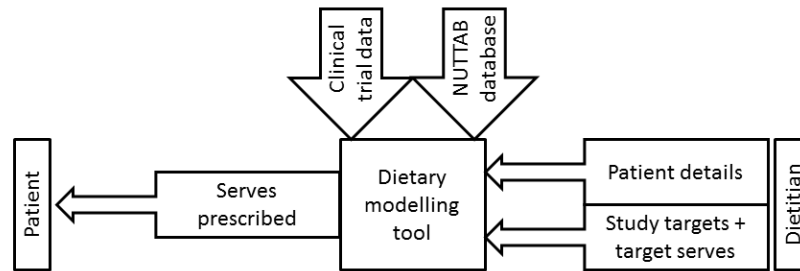 Clinical
trial data
NUTTAB
database
Patient
Serves
prescribed
Dietary
modelling
tool
Patient details
Study targets +
target serves
Dietitian